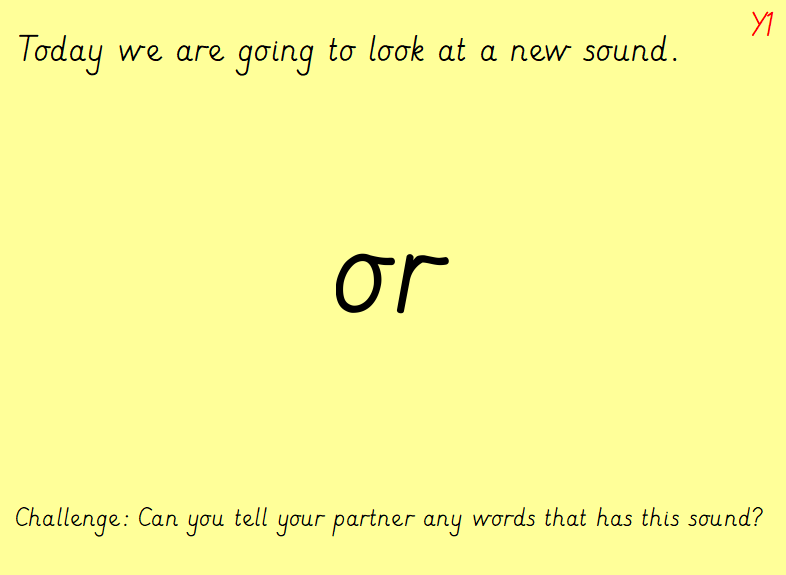 Y1
Today we are going to look at a new sound.
or
Challenge: Can you tell your partner any words that has this sound?